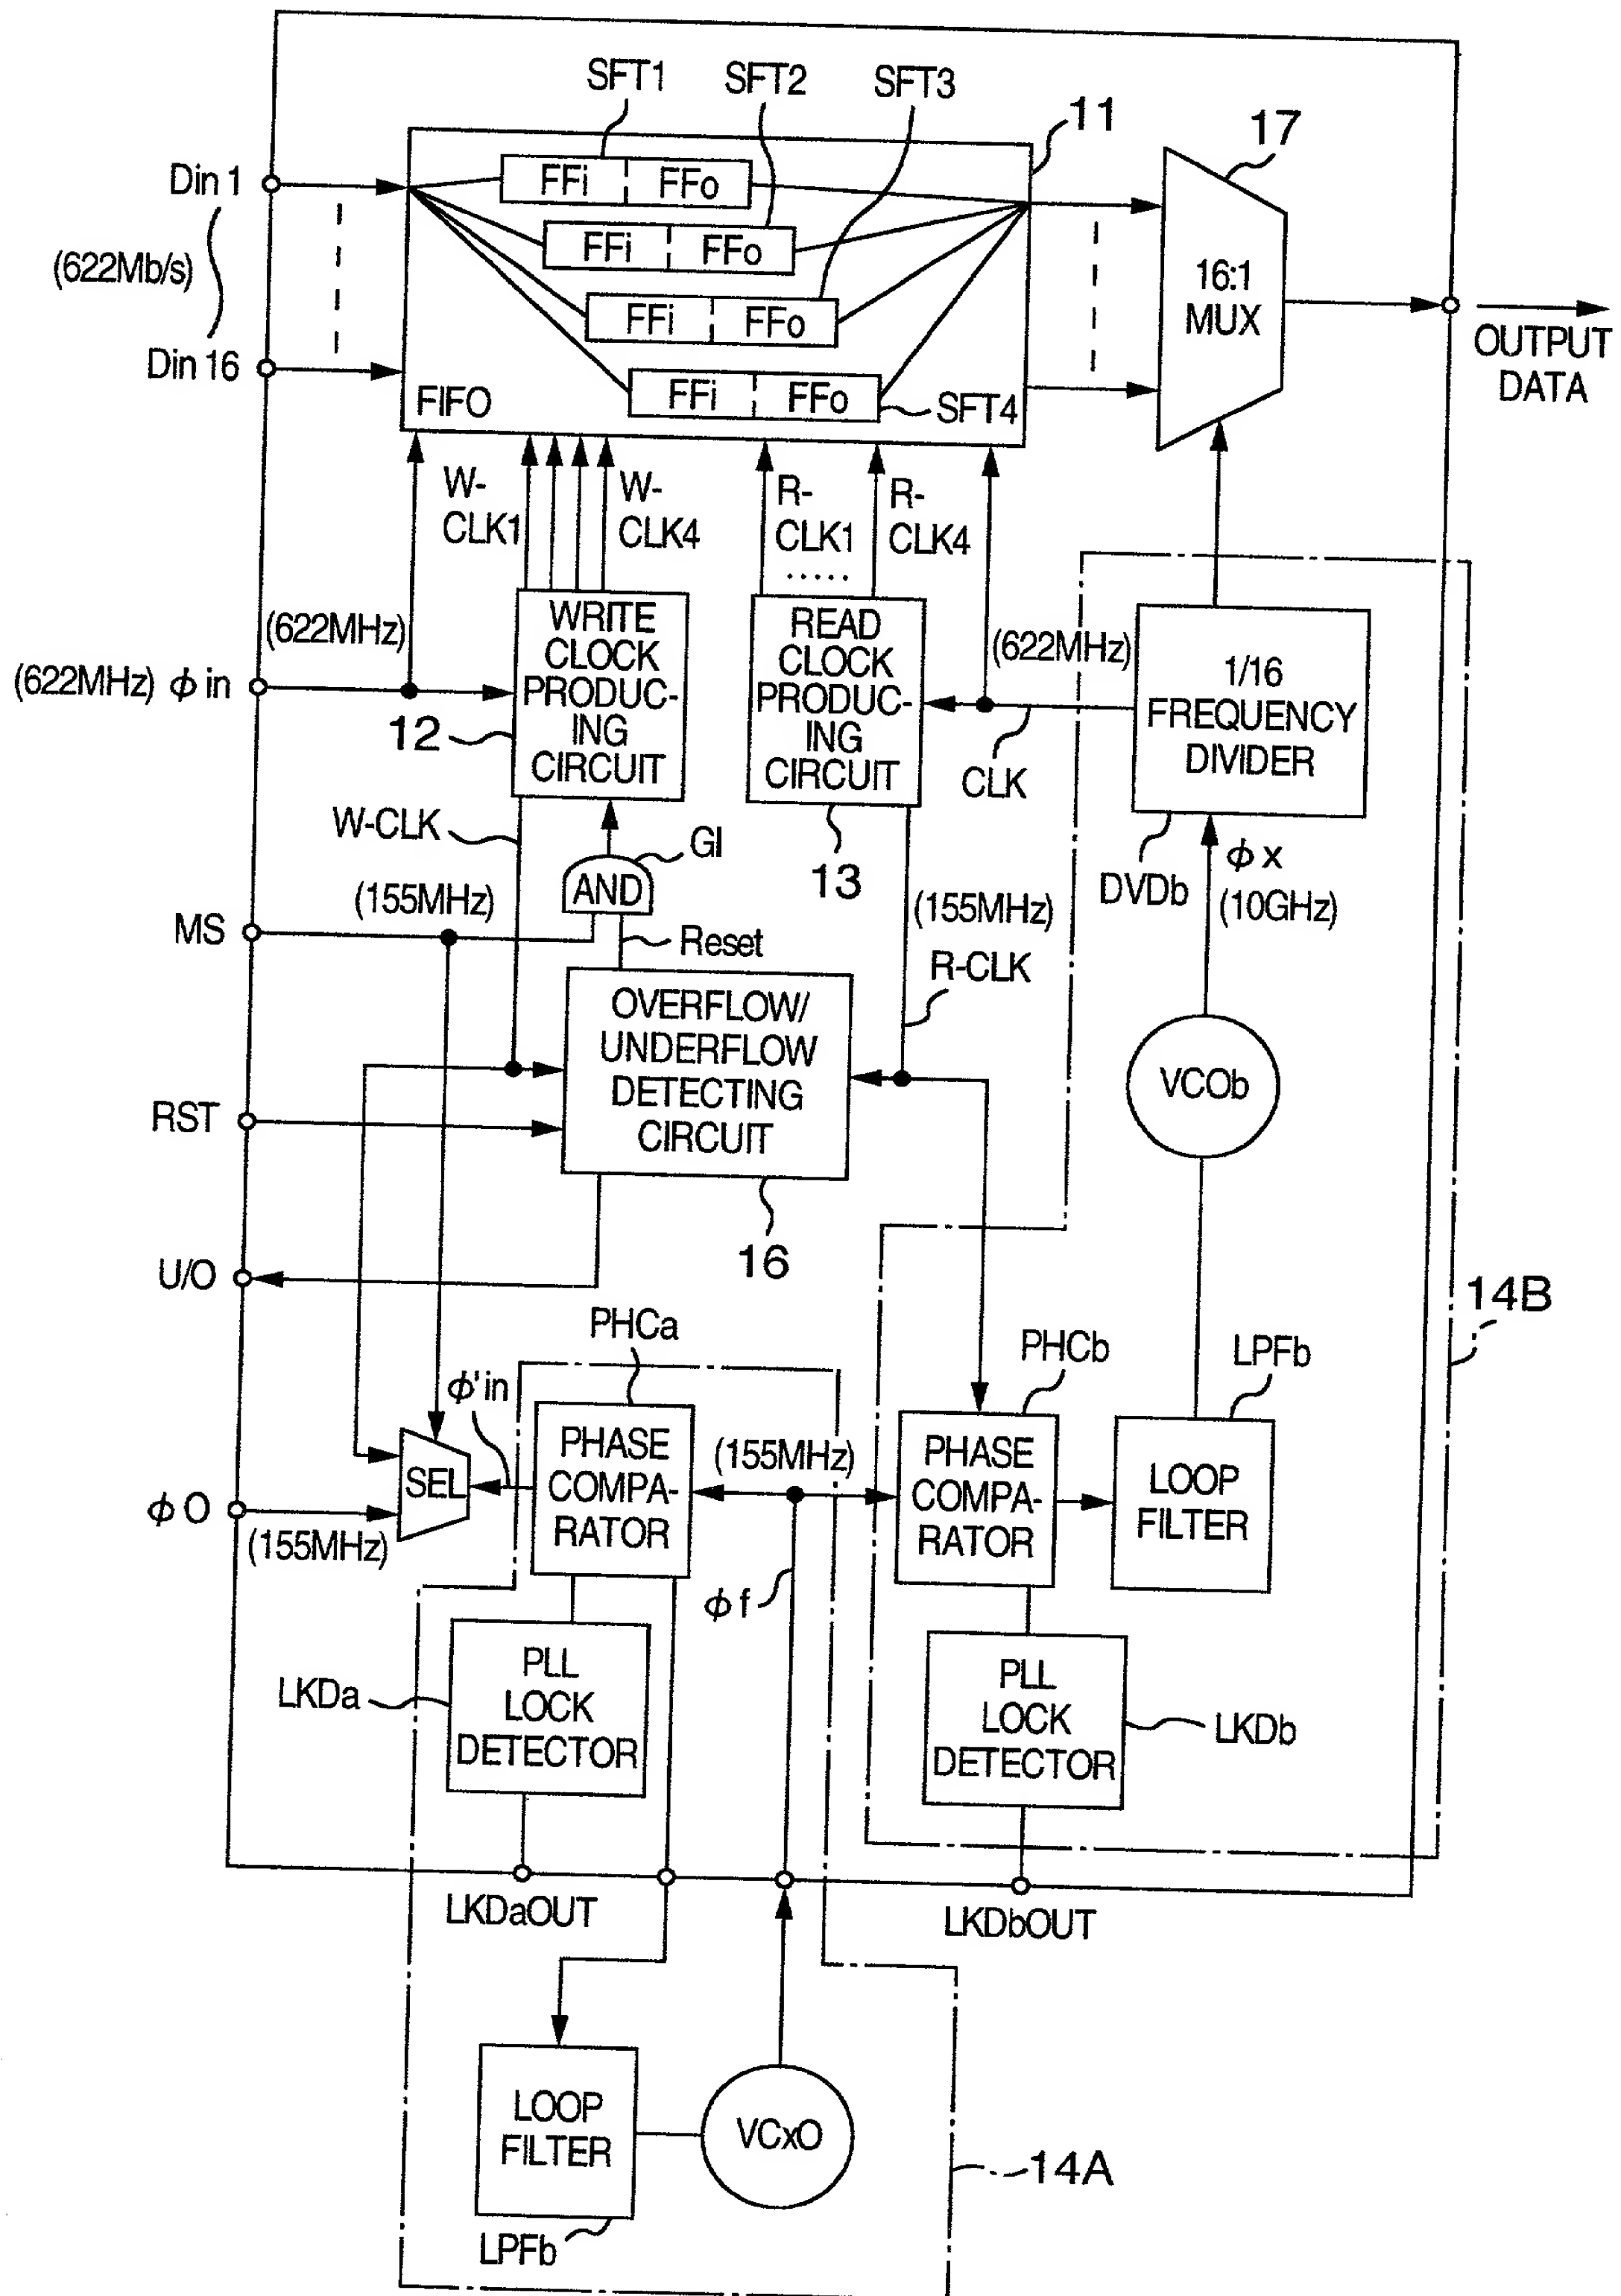 SFT1
SFT2
SFT3
11
17
Din 1
FFi
FFo
FFi
FFo
(622Mb/s)
FFi
FFo
16:1
MUX
OUTPUT
DATA
Din 16
FIFO
FFi
FFo
SFT4
W-
CLK1
W-
CLK4
R-
CLK1
R-
CLK4
.....
(622MHz)
WRITE
CLOCK
PRODUC-
ING
CIRCUIT
READ
CLOCK
PRODUC-
ING
CIRCUIT
(622MHz)
1/16
FREQUENCY
DIVIDER
(622MHz) ϕ in
12
CLK
W-CLK
GI
13
DVDb
ϕ x
(10GHz)
(155MHz)
AND
(155MHz)
MS
Reset
R-CLK
OVERFLOW/
UNDERFLOW
DETECTING
CIRCUIT
VCOb
RST
16
U/O
14B
PHCa
PHCb
LPFb
ϕ' in
SEL
PHASE
COMPA-
RATOR
(155MHz)
PHASE
COMPA-
RATOR
LOOP
FILTER
ϕ O
(155MHz)
ϕ f
LKDa
PLL
LOCK
DETECTOR
PLL
LOCK
DETECTOR
LKDb
LKDaOUT
LKDbOUT
LOOP
FILTER
VCxO
14A
LPFb